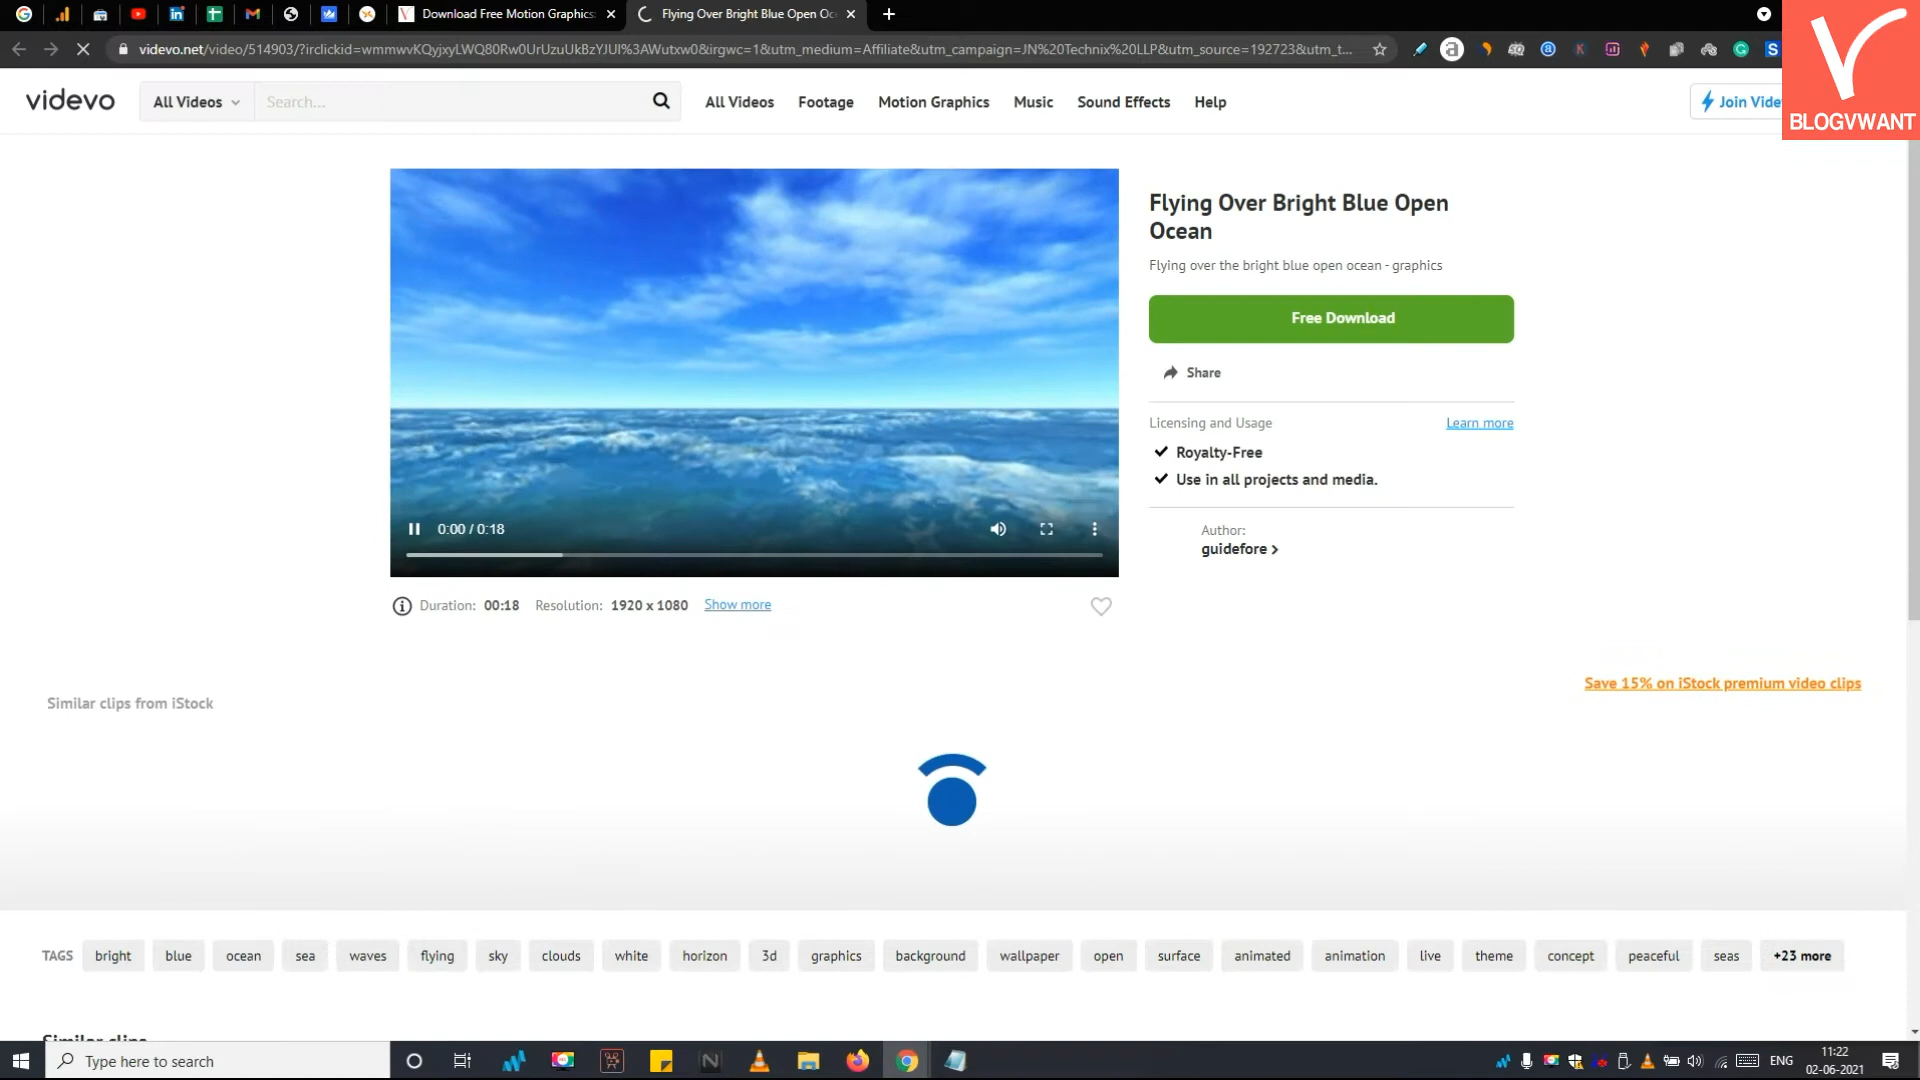 Download Free Motion Graphics
Flying Over Bright Blue Open Oc
videvo.net/video/514903/?irclickid=wmmwvKQyjxyLWQ80Rw0UrUzuUkBzYJUI%3AWutxw0&irgwc=1&utm_medium=Affiliate&utm_campaign=JN%20Technix%20LLP&utm_source=192723&utm_t...
BLOGVWANT
videvo
All Videos
Search...
All Videos
Footage
Motion Graphics
Music
Sound Effects
Help
Join Vide
Flying Over Bright Blue Open
Ocean
Flying over the bright blue open ocean - graphics
Free Download
Share
Licensing and Usage
Learn more
Royalty-Free
Use in all projects and media.
Author:
guidefore
0:00 / 0:18
Duration: 00:18 Resolution: 1920 x 1080 Show more
Save 15% on iStock premium video clips
Similar clips from iStock
TAGS bright blue ocean sea waves flying sky clouds white horizon 3d graphics background wallpaper open surface animated animation live theme concept peaceful seas +23 more
Similar clips
Type here to search
ENG
11:22
02-06-2021